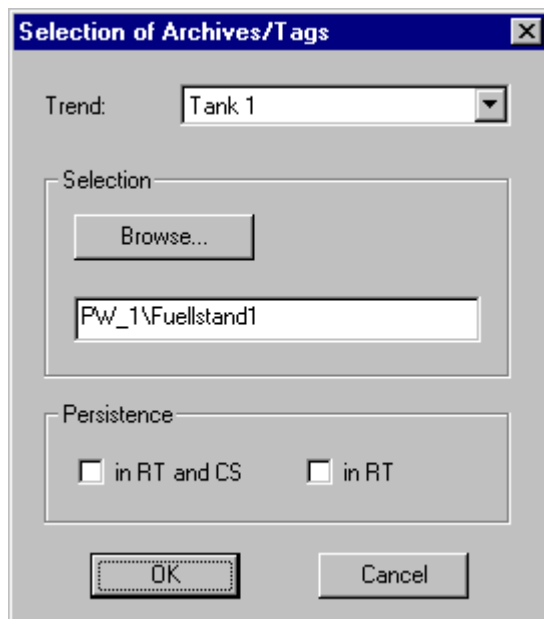 Selection of Archives/Tags
Trend: Tank 1
Selection
Browse...
PW_1\Fuellstand1
Persistence
in RT and CS in RT
OK Cancel